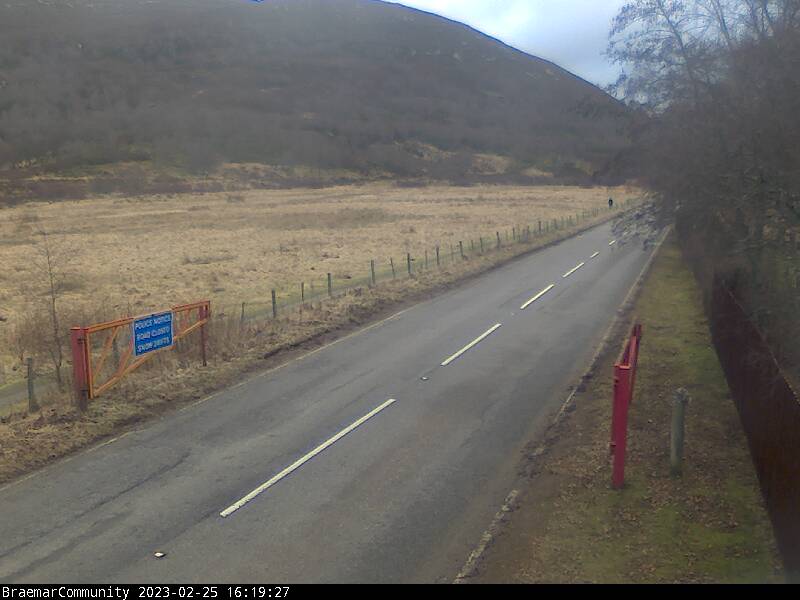 POLICE NOTICE
ROAD CLOSED
SNOW DRIFTS
BraemarCommunity 2023-02-25 16:19:27